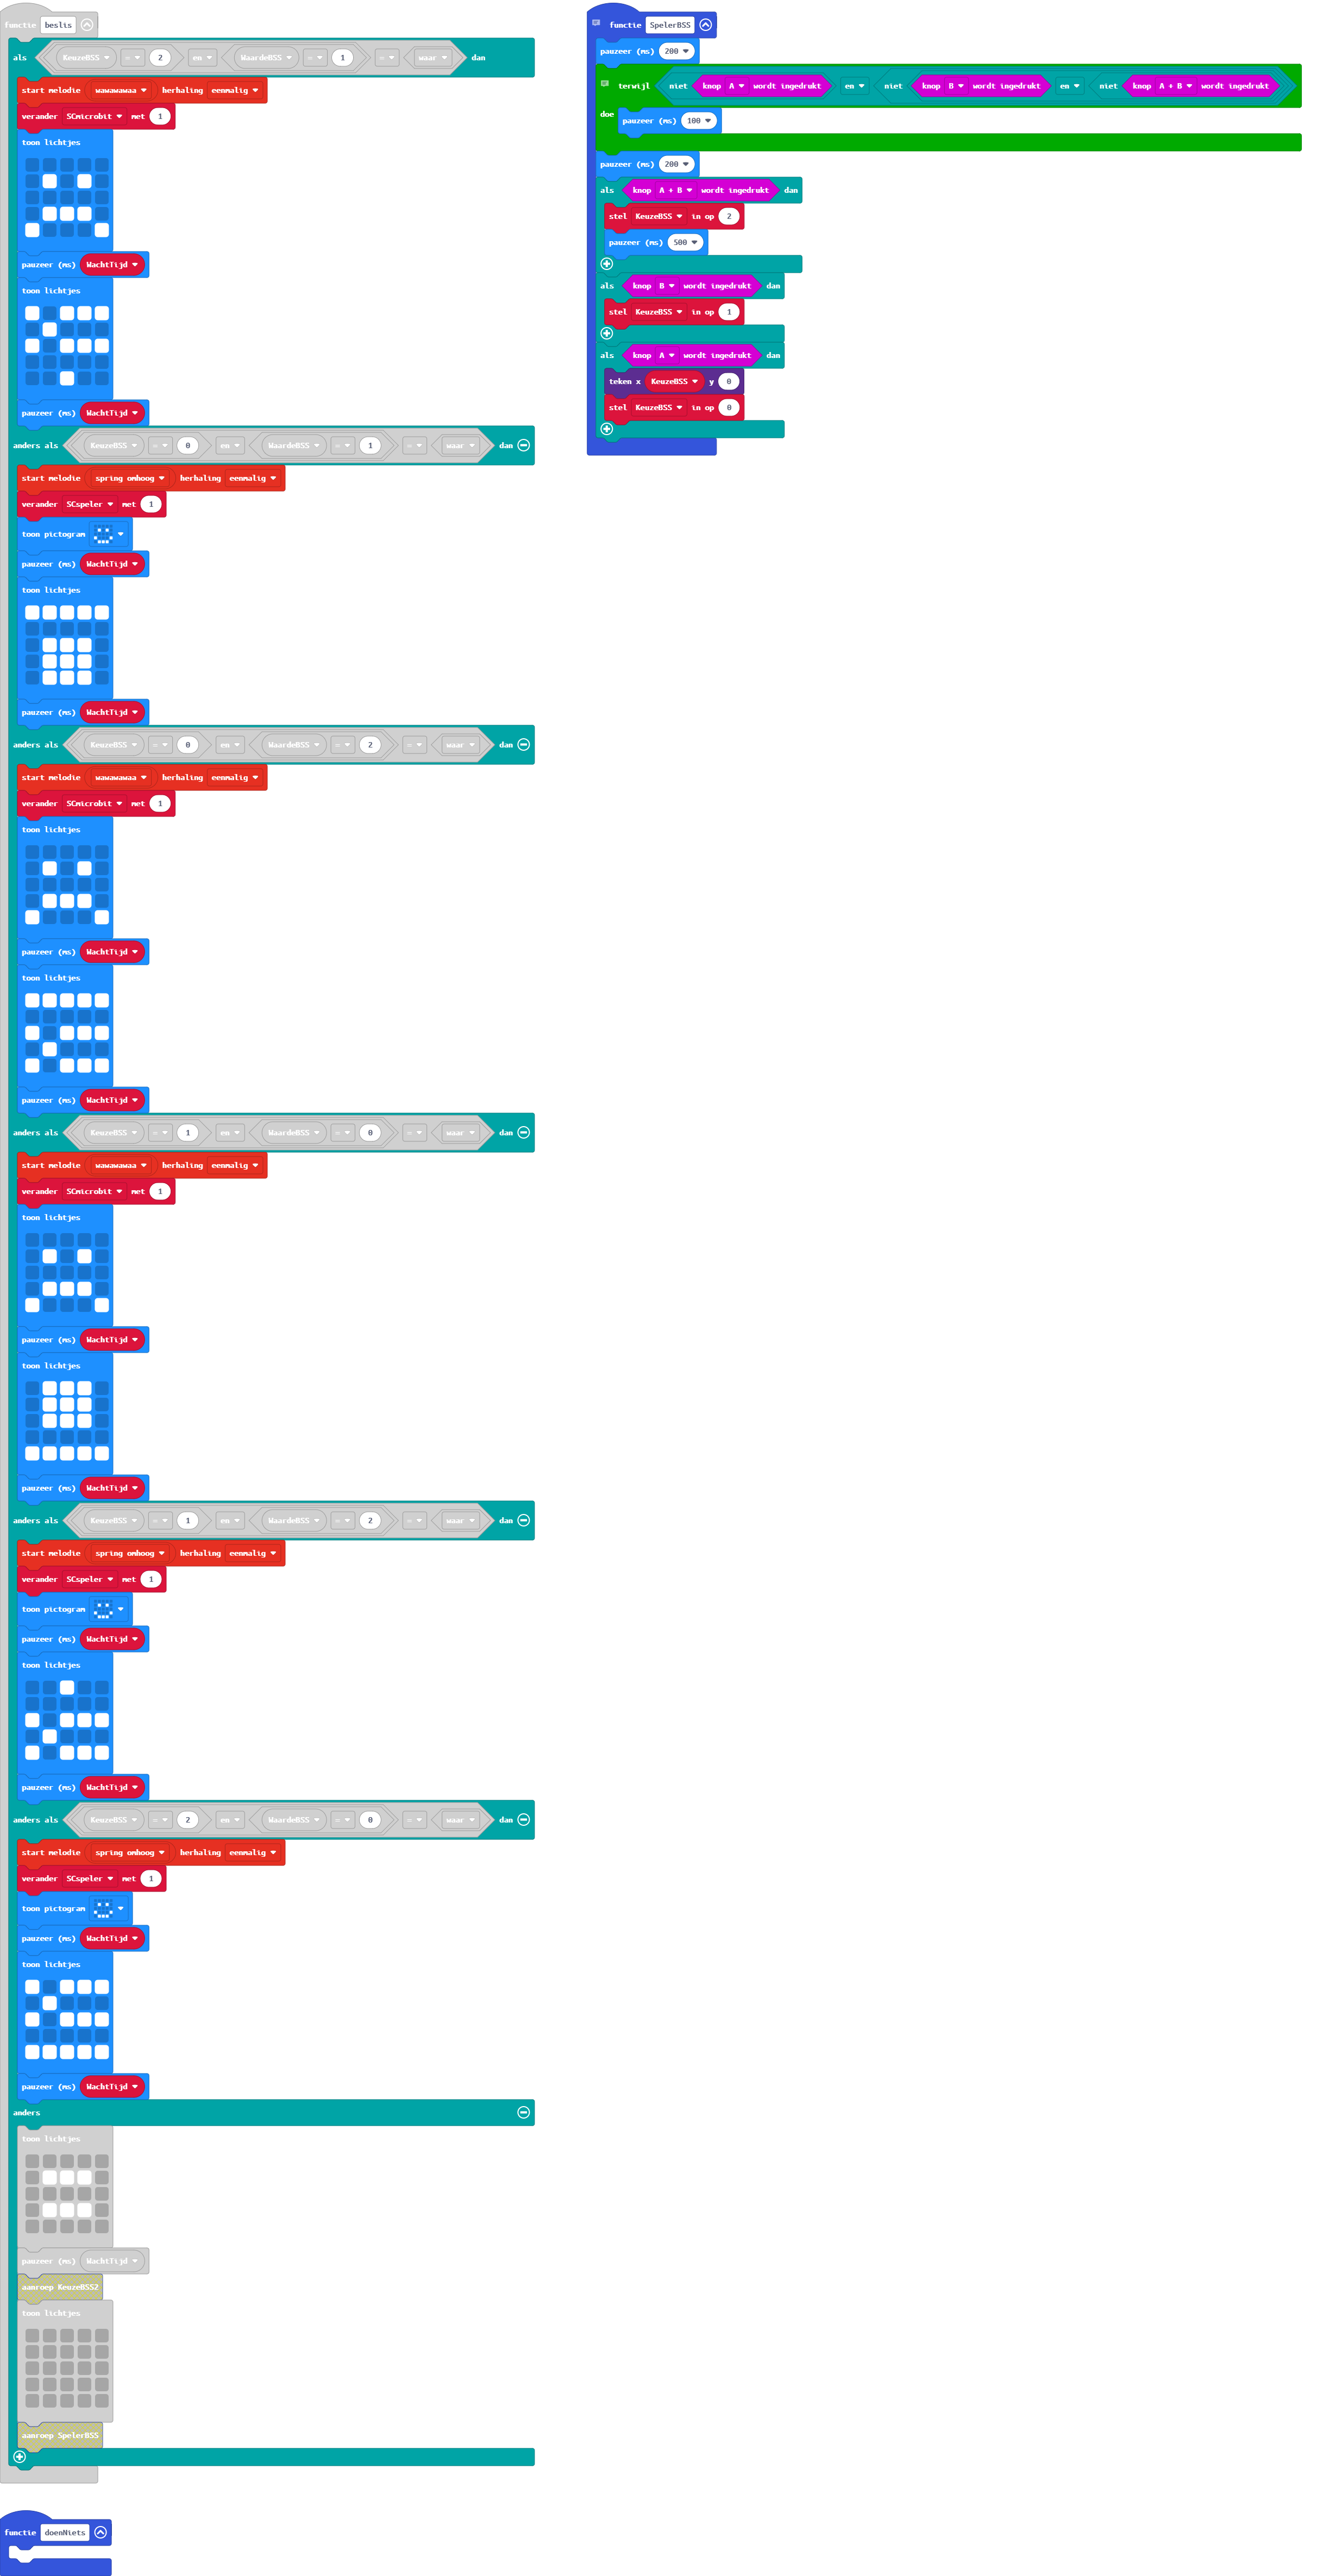 functie beslis
als KeuzeBSS = 2 en WaardeBSS = 1 = waar dan
start melodie wawawawaa herhaling eenmalig
verander SCmicrobit met 1
toon lichtjes
pauzeer (ms) WachtTijd
toon lichtjes
pauzeer (ms) WachtTijd
anders als KeuzeBSS = 0 en WaardeBSS = 1 = waar dan
start melodie spring omhoog herhaling eenmalig
verander SCspeler met 1
toon pictogram
pauzeer (ms) WachtTijd
toon lichtjes
pauzeer (ms) WachtTijd
anders als KeuzeBSS = 0 en WaardeBSS = 2 = waar dan
start melodie wawawawaa herhaling eenmalig
verander SCmicrobit met 1
toon lichtjes
pauzeer (ms) WachtTijd
toon lichtjes
pauzeer (ms) WachtTijd
anders als KeuzeBSS = 1 en WaardeBSS = 0 = waar dan
start melodie wawawawaa herhaling eenmalig
verander SCmicrobit met 1
toon lichtjes
pauzeer (ms) WachtTijd
toon lichtjes
pauzeer (ms) WachtTijd
anders als KeuzeBSS = 1 en WaardeBSS = 2 = waar dan
start melodie spring omhoog herhaling eenmalig
verander SCspeler met 1
toon pictogram
pauzeer (ms) WachtTijd
toon lichtjes
pauzeer (ms) WachtTijd
anders als KeuzeBSS = 2 en WaardeBSS = 0 = waar dan
start melodie spring omhoog herhaling eenmalig
verander SCspeler met 1
toon pictogram
pauzeer (ms) WachtTijd
toon lichtjes
pauzeer (ms) WachtTijd
anders
toon lichtjes
pauzeer (ms) WachtTijd
aanroep KeuzeBSS2
toon lichtjes
aanroep SpelerBSS
functie doenNiets
functie SpelerBSS
pauzeer (ms) 200
terwijl niet knop A wordt ingedrukt en niet knop B wordt ingedrukt en niet knop A + B wordt ingedrukt
doe pauzeer (ms) 100
pauzeer (ms) 200
als knop A + B wordt ingedrukt dan
stel KeuzeBSS in op 2
pauzeer (ms) 500
als knop B wordt ingedrukt dan
stel KeuzeBSS in op 1
als knop A wordt ingedrukt dan
teken x KeuzeBSS y 0
stel KeuzeBSS in op 0